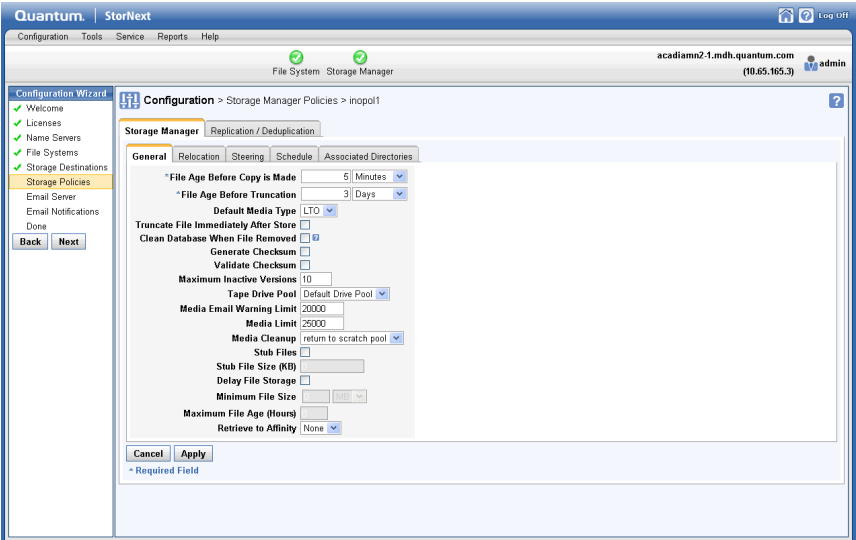 Quantum. StorNext
Log Off
Configuration Tools Service Reports Help
File System Storage Manager
acadiamn2-1.mdh.quantum.com
(10.65.165.3)
admin
Configuration Wizard
Welcome
Licenses
Name Servers
File Systems
Storage Destinations
Storage Policies
Email Server
Email Notifications
Done
Back Next
Configuration > Storage Manager Policies > inopol1
Storage Manager Replication / Deduplication
General Relocation Steering Schedule Associated Directories
*File Age Before Copy is Made 5 Minutes
*File Age Before Truncation 3 Days
Default Media Type LTO
Truncate File Immediately After Store
Clean Database When File Removed ?
Generate Checksum
Validate Checksum
Maximum Inactive Versions 10
Tape Drive Pool Default Drive Pool
Media Email Warning Limit 20000
Media Limit 25000
Media Cleanup return to scratch pool
Stub Files
Stub File Size (KB)
Delay File Storage
Minimum File Size MB
Maximum File Age (Hours)
Retrieve to Affinity None
Cancel Apply
* Required Field